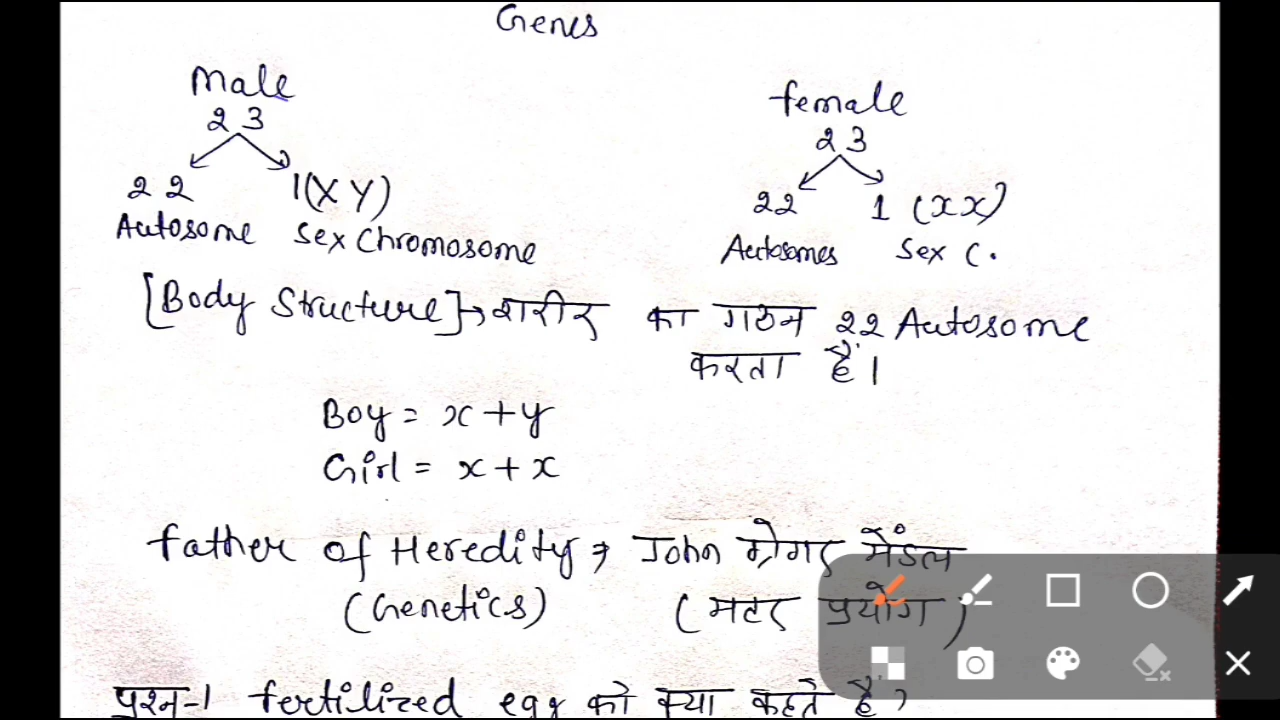 Genes
Male
female
23
23
22
1(XY)
22
1 (xx)
Autosome
Sex Chromosome
Autosomes
Sex C.
[Body Structure]→शरीर का गठन 22 Autosome
करता है।
Boy = x+y
Girl = x+x
father of Heredity → John ग्रेगर मेंडल
(Genetics)
(मटर प्रयोग)
प्रश्न-1 fertilized egg को क्या कहते है?